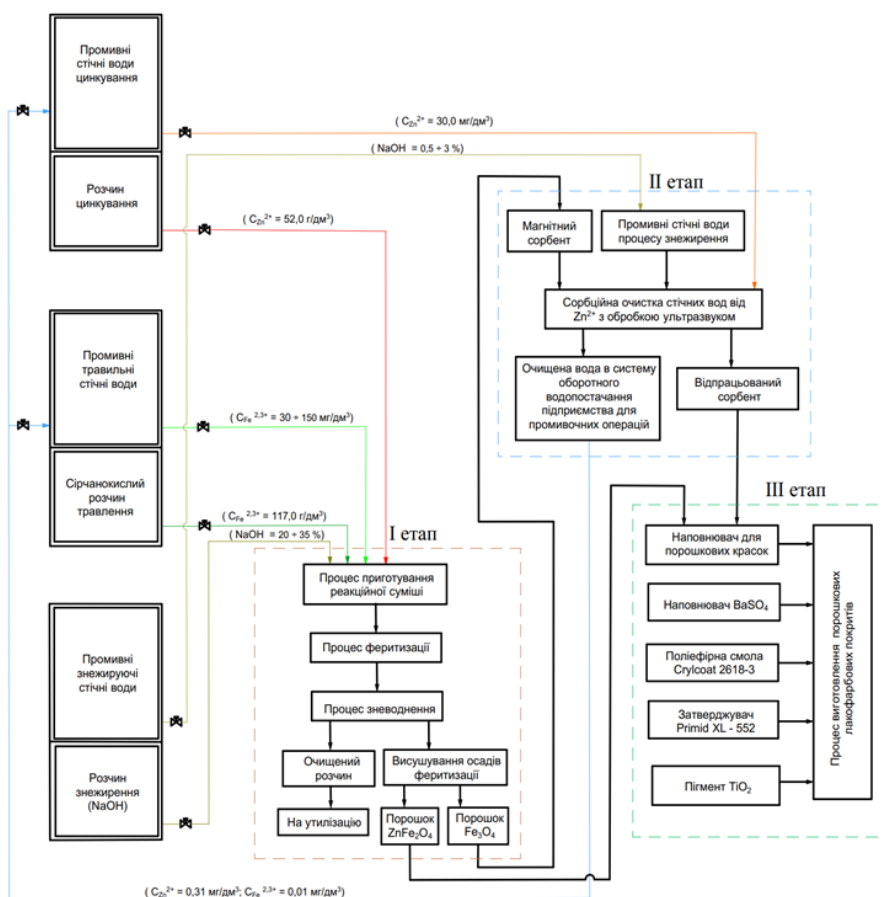 Промивні
стічні води
цинкування
Розчин
цинкування
Промивні
травильні
стічні води
Сірчанокислий
розчин
травлення
Промивні
знежируючі
стічні води
Розчин
знежирення
(NaOH)
( C_Zn²⁺ = 30,0 мг/дм³)
( NaOH = 0,5 ÷ 3 %)
( C_Zn²⁺ = 52,0 г/дм³)
( C_Fe ²,³⁺ = 30 ÷ 150 мг/дм³)
( C_Fe ²,³⁺ = 117,0 г/дм³)
( NaOH = 20 ÷ 35 %)
І етап
Процес приготування
реакційної суміші
Процес феритизації
Процес зневоднення
Очищений
розчин
Висушування осадів
феритизації
На утилізацію
Порошок
ZnFe₂O₄
Порошок
Fe₃O₄
ІІ етап
Магнітний
сорбент
Промивні стічні води
процесу знежирення
Сорбційна очистка стічних вод від
Zn²⁺ з обробкою ультразвуком
Очищена вода в систему
оборотного
водопостачання
підприємства для
промивочних операцій
Відпрацьований
сорбент
ІІІ етап
Наповнювач для
порошкових красок
Наповнювач BaSO₄
Поліефірна смола
Crylcoat 2618-3
Затверджувач
Primid XL - 552
Пігмент TiO₂
Процес виготовлення порошкових
лакофарбових покритів
( C_Zn²⁺ = 0,31 мг/дм³; C_Fe ²,³⁺ = 0,01 мг/дм³)